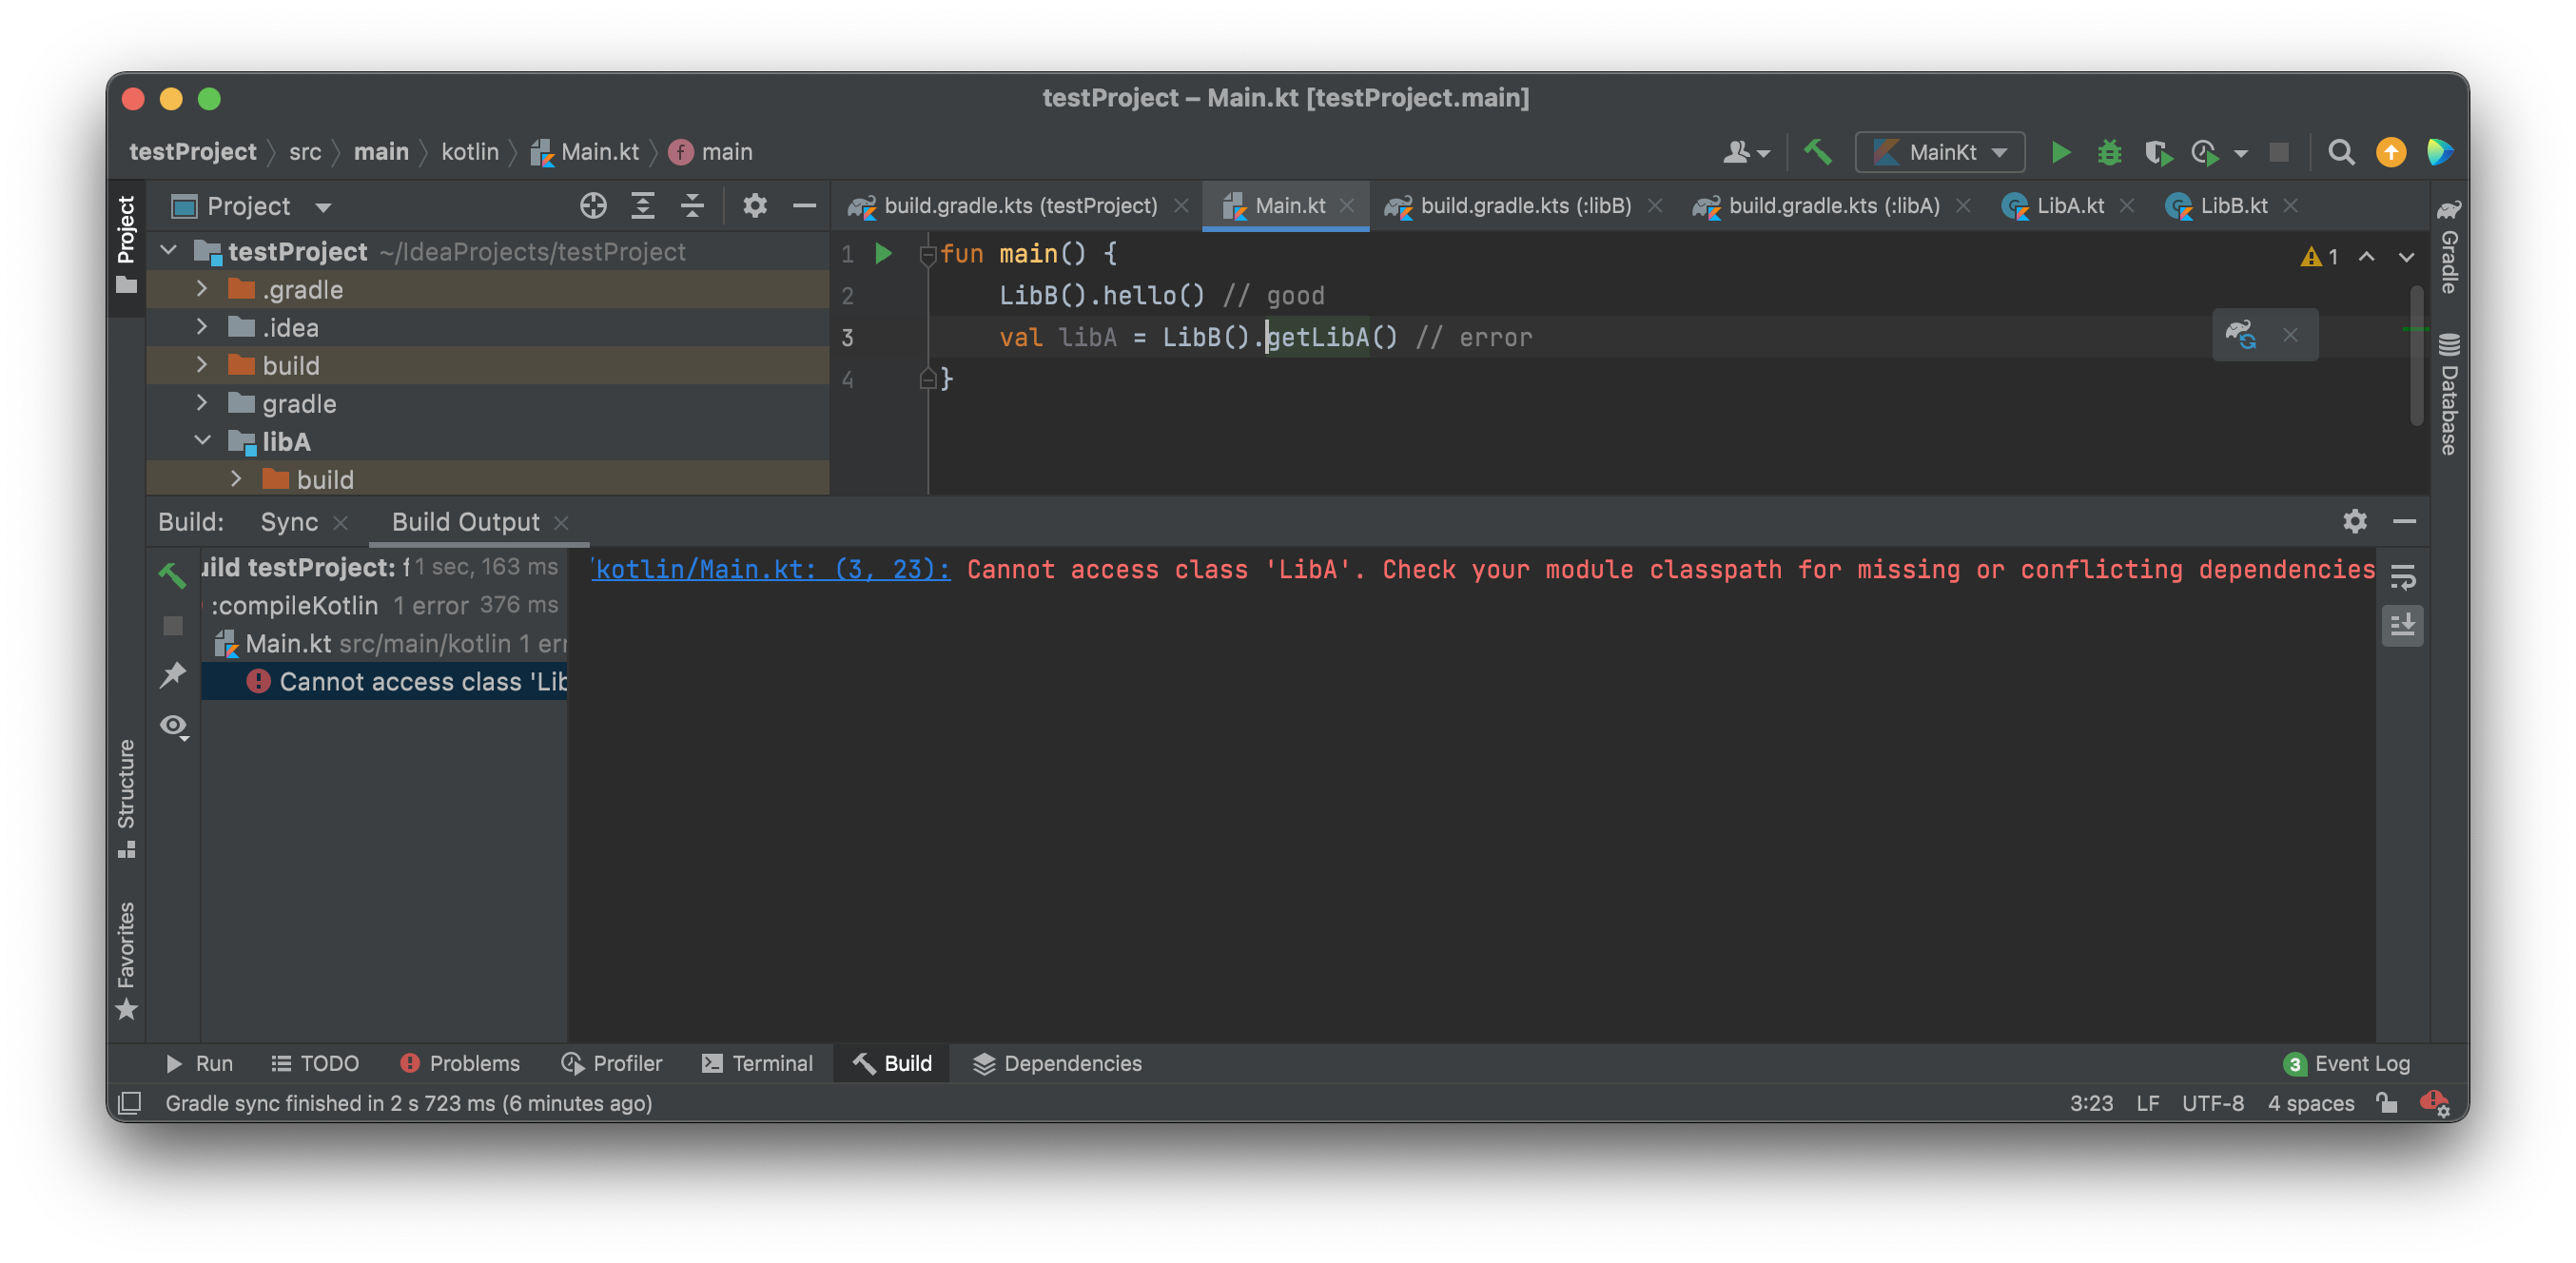 testProject – Main.kt [testProject.main]
testProject src main kotlin Main.kt f main
MainKt
Project
Project
build.gradle.kts (testProject)
Main.kt
build.gradle.kts (:libB)
build.gradle.kts (:libA)
LibA.kt
LibB.kt
testProject ~/IdeaProjects/testProject
.gradle
.idea
build
gradle
libA
build
1 fun main() {
2 LibB().hello() // good
3 val libA = LibB().getLibA() // error
4 }
1
Gradle
Database
Build: Sync Build Output
uild testProject: f 1 sec, 163 ms
:compileKotlin 1 error 376 ms
Main.kt src/main/kotlin 1 err
Cannot access class 'Lib
kotlin/Main.kt: (3, 23): Cannot access class 'LibA'. Check your module classpath for missing or conflicting dependencies
Structure
Favorites
Run TODO Problems Profiler Terminal Build Dependencies
3 Event Log
Gradle sync finished in 2 s 723 ms (6 minutes ago)
3:23 LF UTF-8 4 spaces